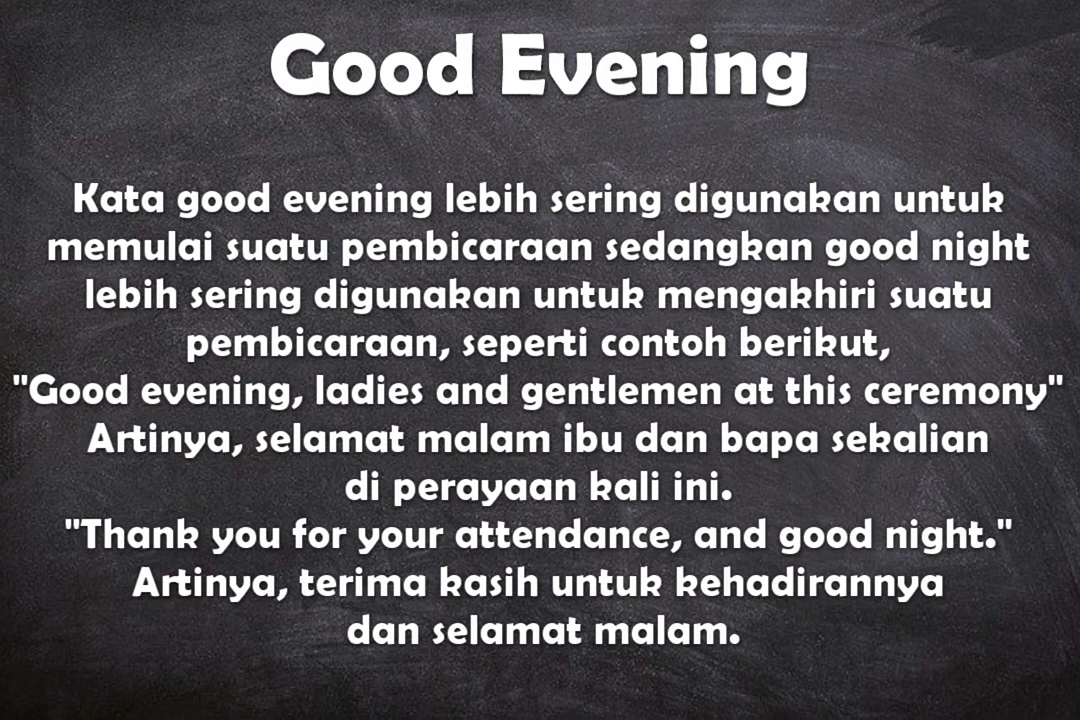 Good Evening
Kata good evening lebih sering digunakan untuk
memulai suatu pembicaraan sedangkan good night
lebih sering digunakan untuk mengakhiri suatu
pembicaraan, seperti contoh berikut,
"Good evening, ladies and gentlemen at this ceremony"
Artinya, selamat malam ibu dan bapa sekalian
di perayaan kali ini.
"Thank you for your attendance, and good night."
Artinya, terima kasih untuk kehadirannya
dan selamat malam.